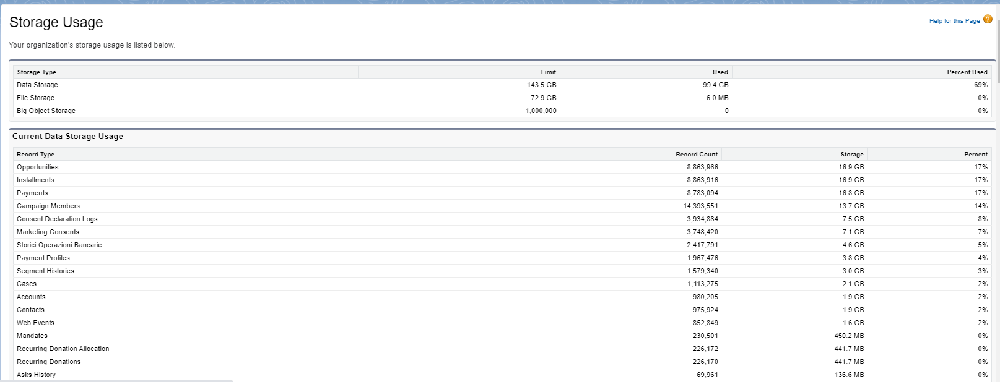 Storage Usage
Help for this Page ?
Your organization's storage usage is listed below.
Storage Type Limit Used Percent Used
Data Storage 143.5 GB 99.4 GB 69%
File Storage 72.9 GB 6.0 MB 0%
Big Object Storage 1,000,000 0 0%
Current Data Storage Usage
Record Type Record Count Storage Percent
Opportunities 8,863,966 16.9 GB 17%
Installments 8,863,916 16.9 GB 17%
Payments 8,783,094 16.8 GB 17%
Campaign Members 14,393,551 13.7 GB 14%
Consent Declaration Logs 3,934,884 7.5 GB 8%
Marketing Consents 3,748,420 7.1 GB 7%
Storici Operazioni Bancarie 2,417,791 4.6 GB 5%
Payment Profiles 1,967,476 3.8 GB 4%
Segment Histories 1,579,340 3.0 GB 3%
Cases 1,113,275 2.1 GB 2%
Accounts 980,205 1.9 GB 2%
Contacts 975,924 1.9 GB 2%
Web Events 852,849 1.6 GB 2%
Mandates 230,501 450.2 MB 0%
Recurring Donation Allocation 226,172 441.7 MB 0%
Recurring Donations 226,170 441.7 MB 0%
Asks History 69,961 136.6 MB 0%